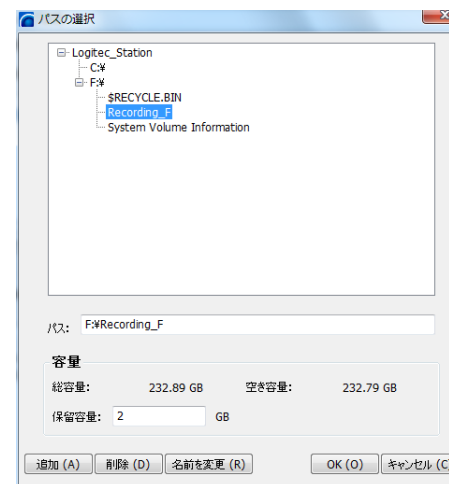 パスの選択
Logitec_Station
C:¥
F:¥
$RECYCLE.BIN
Recording_F
System Volume Information
パス: F:¥Recording_F
容量
総容量: 232.89 GB 空き容量: 232.79 GB
保留容量: 2 GB
追加 (A) 削除 (D) 名前を変更 (R) OK (O) キャンセル (C)